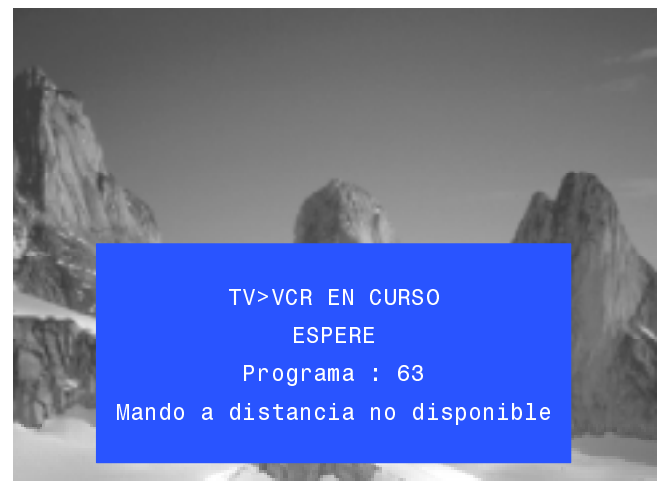 TV>VCR EN CURSO
ESPERE
Programa : 63
Mando a distancia no disponible